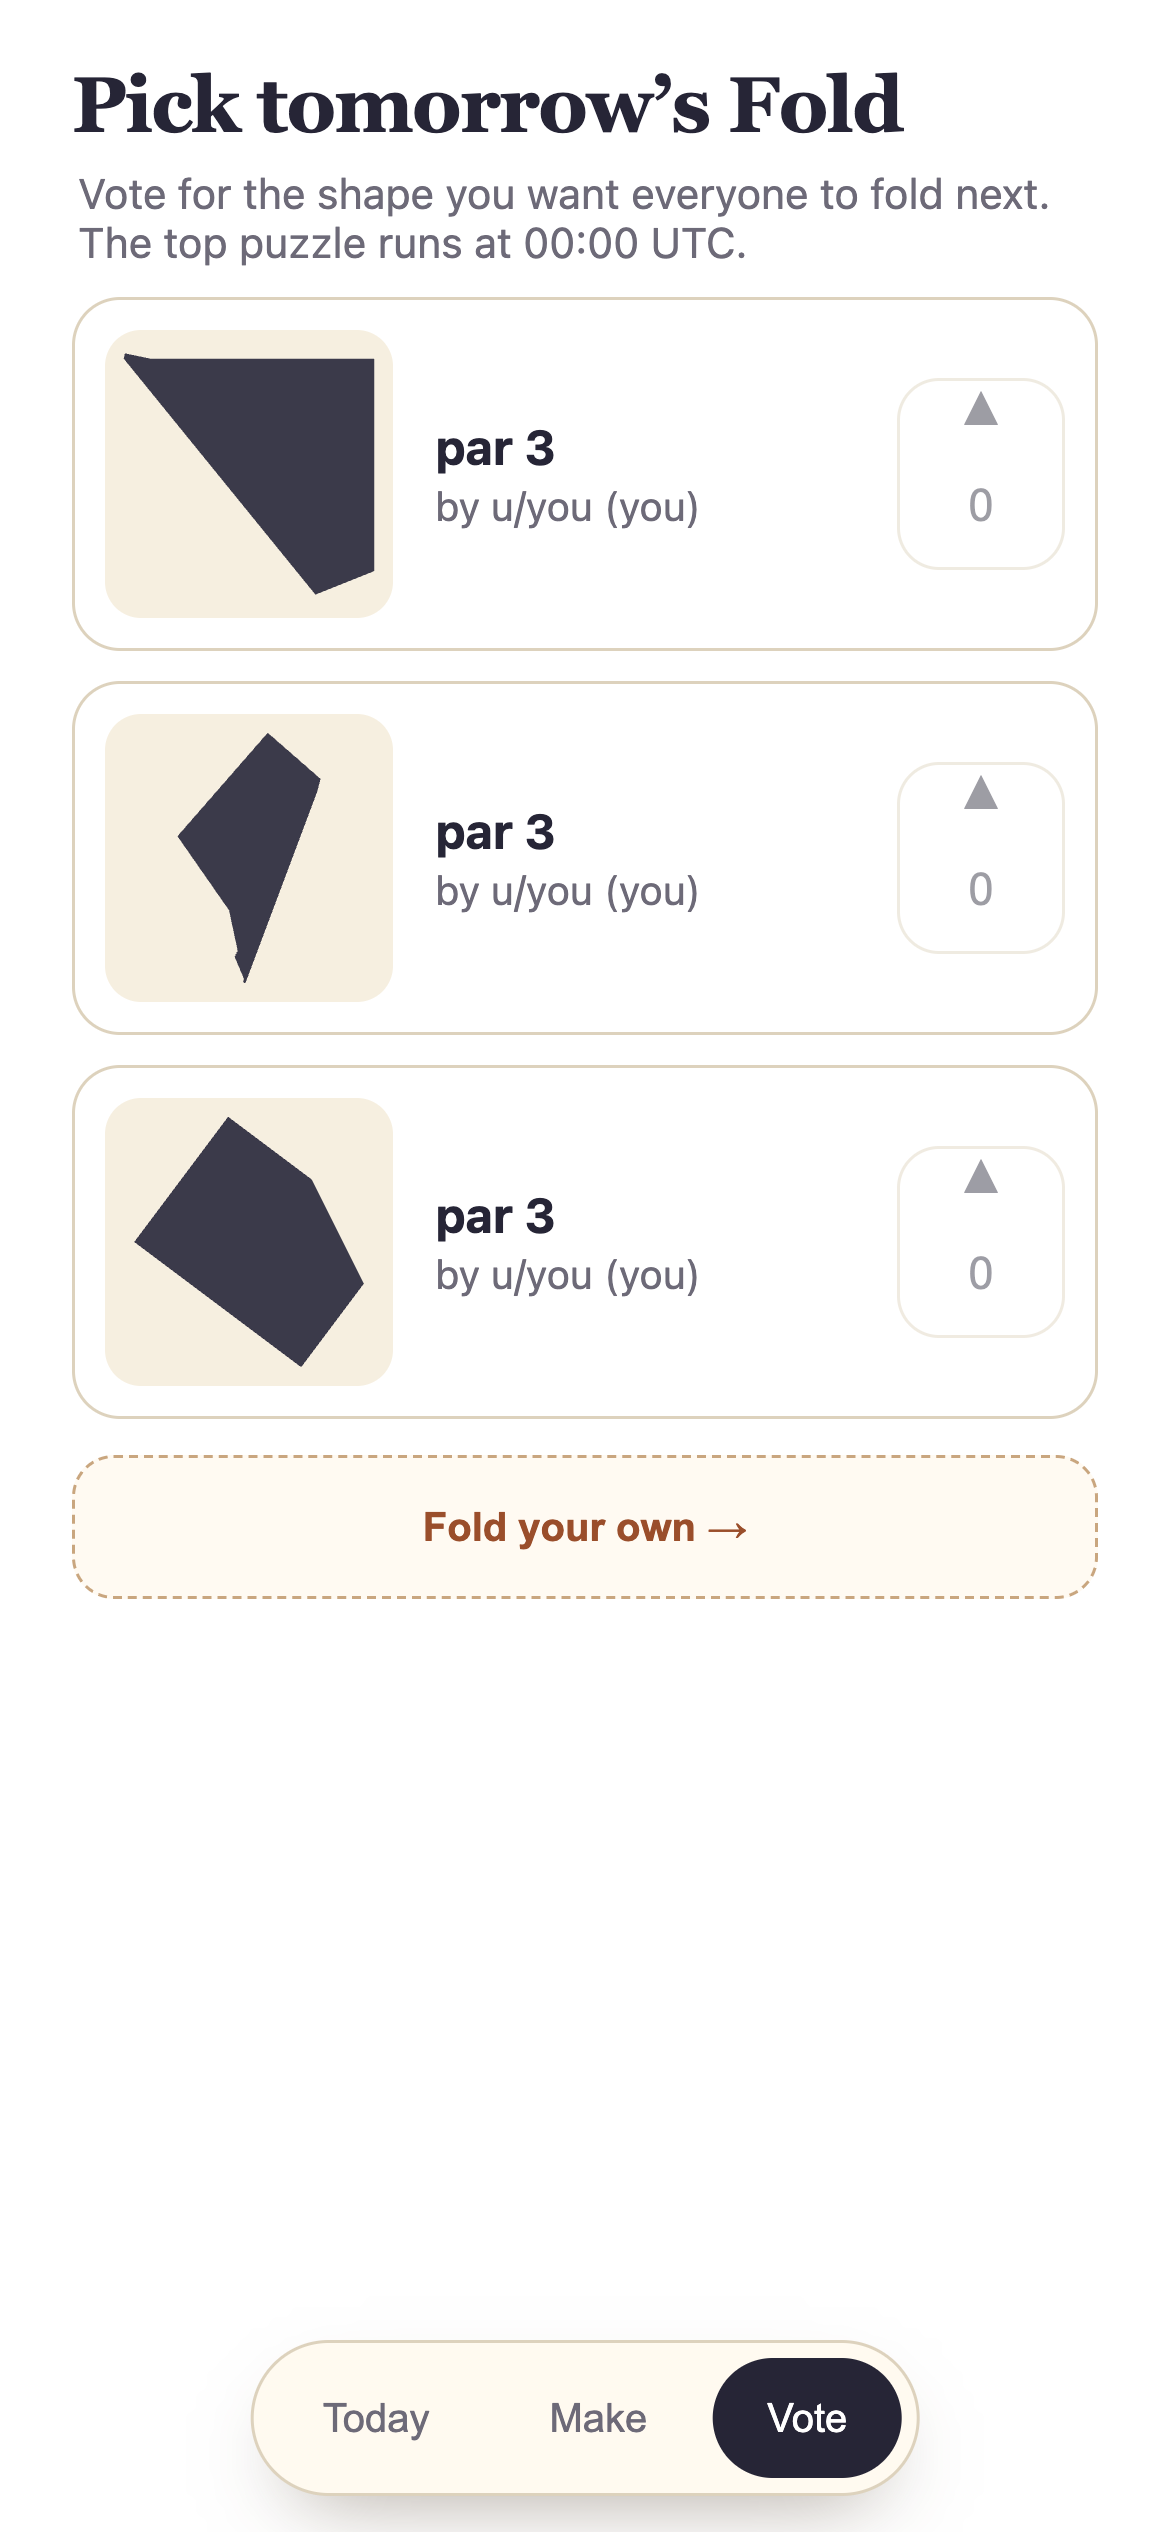 Pick tomorrow’s Fold
Vote for the shape you want everyone to fold next.
The top puzzle runs at 00:00 UTC.
par 3
by u/you (you)
▲
0
par 3
by u/you (you)
▲
0
par 3
by u/you (you)
▲
0
Fold your own →
Today Make Vote